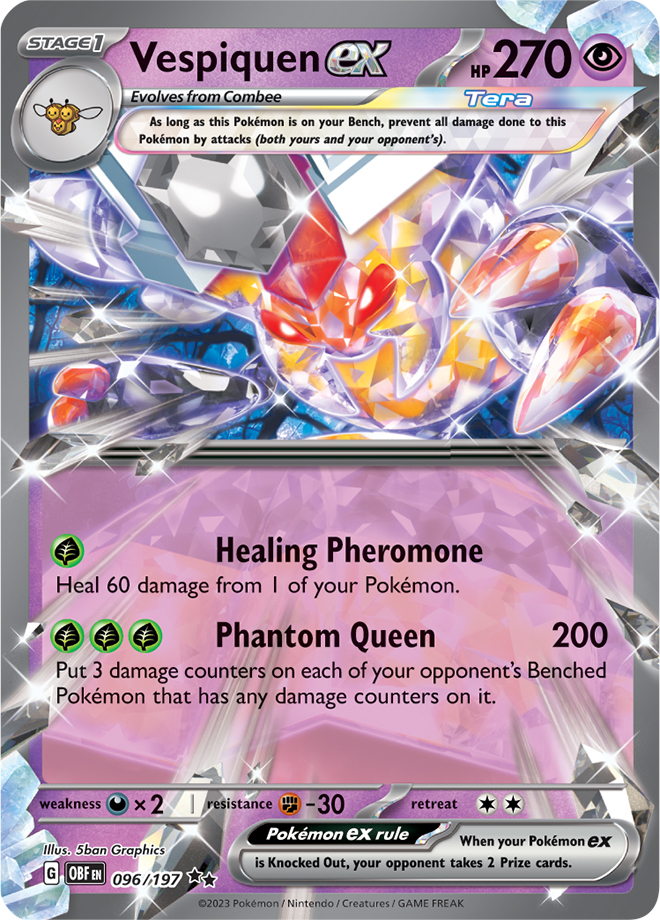 STAGE1
Vespiquen ex
HP 270
Evolves from Combee
Tera
As long as this Pokémon is on your Bench, prevent all damage done to this
Pokémon by attacks (both yours and your opponent's).
Healing Pheromone
Heal 60 damage from 1 of your Pokémon.
Phantom Queen 200
Put 3 damage counters on each of your opponent's Benched
Pokémon that has any damage counters on it.
weakness ×2 resistance -30 retreat
Illus. 5ban Graphics
G OBF EN 096/197
Pokémon ex rule
When your Pokémon ex
is Knocked Out, your opponent takes 2 Prize cards.
©2023 Pokémon / Nintendo / Creatures / GAME FREAK